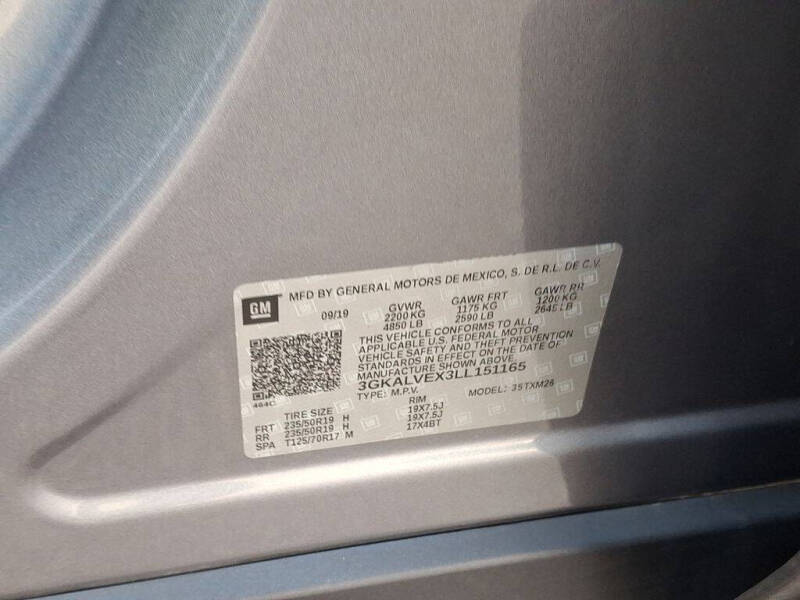 GM
MFD BY GENERAL MOTORS DE MEXICO, S. DE R.L. DE C.V.
09/19 GVWR GAWR FRT GAWR RR
2200 KG 1175 KG 1200 KG
4850 LB 2590 LB 2645 LB
THIS VEHICLE CONFORMS TO ALL
APPLICABLE U.S. FEDERAL MOTOR
VEHICLE SAFETY AND THEFT PREVENTION
STANDARDS IN EFFECT ON THE DATE OF
MANUFACTURE SHOWN ABOVE.
3GKALVEX3LL151165
TYPE: M.P.V. MODEL: 35TXM26
TIRE SIZE RIM
FRT 235/50R19 H 19X7.5J
RR 235/50R19 H 19X7.5J
SPA T125/70R17 M 17X4BT